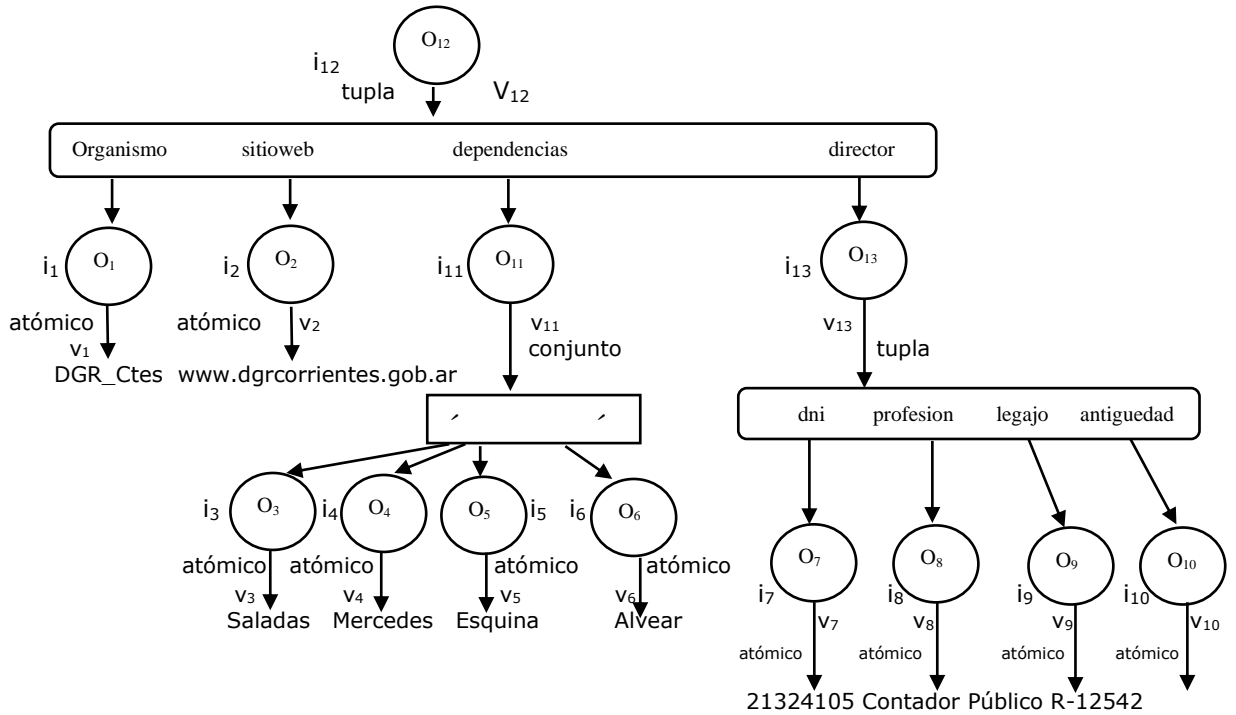 O12
i12
tupla V12
Organismo sitioweb dependencias director
i1 O1 i2 O2 i11 O11 i13 O13
atómico atómico v2 v11 v13
v1 conjunto tupla
DGR_Ctes www.dgrcorrientes.gob.ar
dni profesion legajo antiguedad
i3 O3 i4 O4 O5 i5 i6 O6
atómico atómico atómico atómico
v3 v4 v5 v6
Saladas Mercedes Esquina Alvear
O7 O8 O9 O10
i7 i8 i9 i10
v7 v8 v9 v10
atómico atómico atómico atómico
21324105 Contador Público R-12542